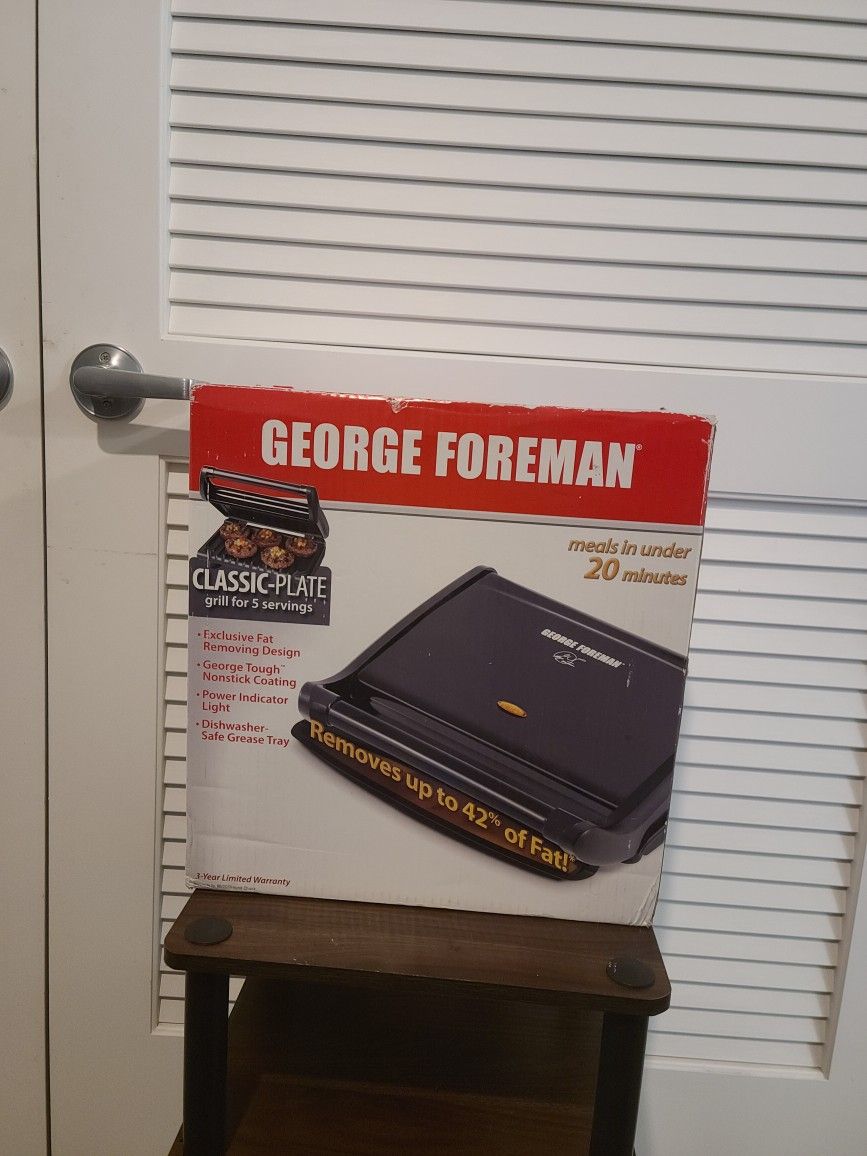 GEORGE FOREMAN®
CLASSIC-PLATE
grill for 5 servings
meals in under
20 minutes
• Exclusive Fat
Removing Design
• George Tough™
Nonstick Coating
• Power Indicator
Light
• Dishwasher-
Safe Grease Tray
GEORGE FOREMAN
Removes up to 42% of Fat!*
3-Year Limited Warranty